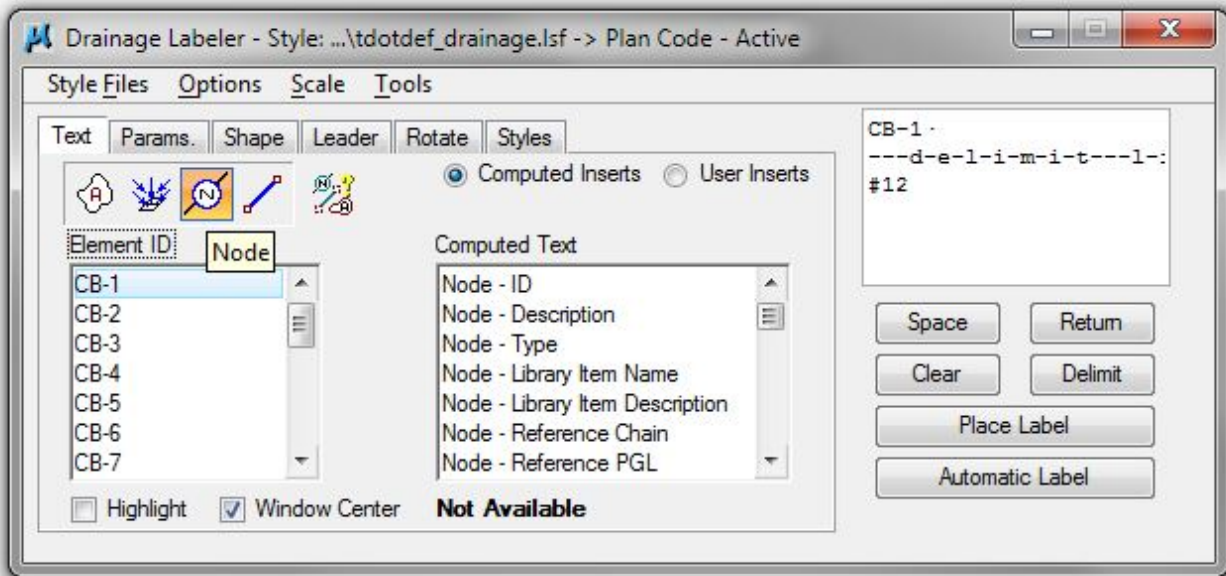 Drainage Labeler - Style: ...\tdotdef_drainage.lsf -> Plan Code - Active
Style Files Options Scale Tools
Text Params. Shape Leader Rotate Styles
Computed Inserts User Inserts
Element ID
Node
CB-1
CB-2
CB-3
CB-4
CB-5
CB-6
CB-7
Computed Text
Node - ID
Node - Description
Node - Type
Node - Library Item Name
Node - Library Item Description
Node - Reference Chain
Node - Reference PGL
Highlight Window Center Not Available
CB-1 ·
---d-e-l-i-m-i-t---l-i
#12
Space Return
Clear Delimit
Place Label
Automatic Label